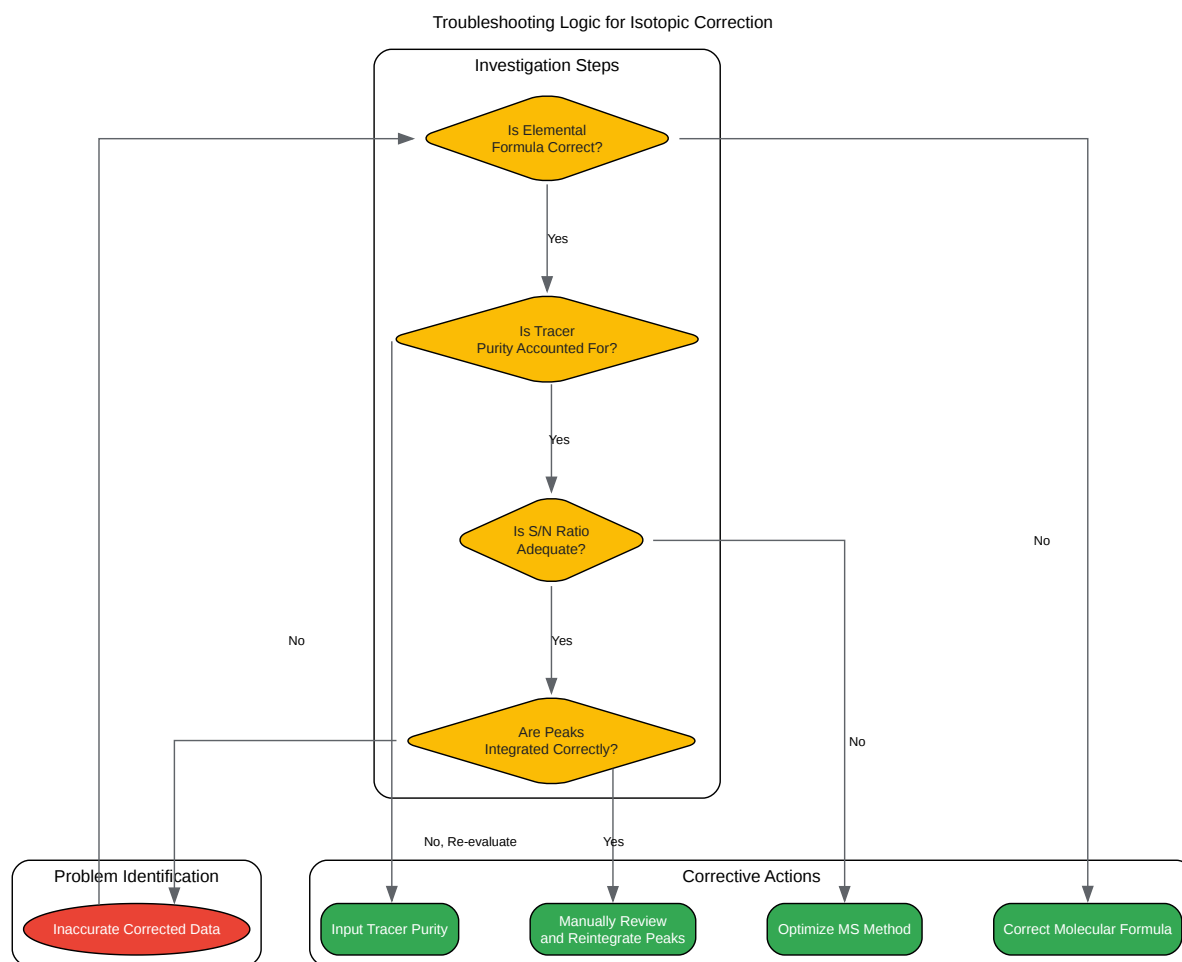 Troubleshooting Logic for Isotopic Correction
Investigation Steps
Is Elemental
Formula Correct?
Yes
Is Tracer
Purity Accounted For?
Yes
Is S/N Ratio
Adequate?
No
No
Yes
Are Peaks
Integrated Correctly?
No
No, Re-evaluate
Yes
Problem Identification
Corrective Actions
Inaccurate Corrected Data
Input Tracer Purity
Manually Review
and Reintegrate Peaks
Optimize MS Method
Correct Molecular Formula